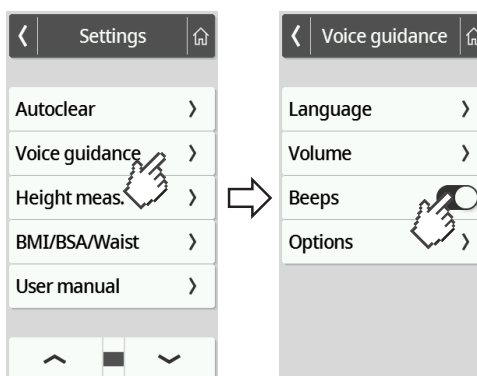 Settings
Autoclear
Voice guidance
Height meas.
BMI/BSA/Waist
User manual
Voice guidance
Language
Volume
Beeps
Options